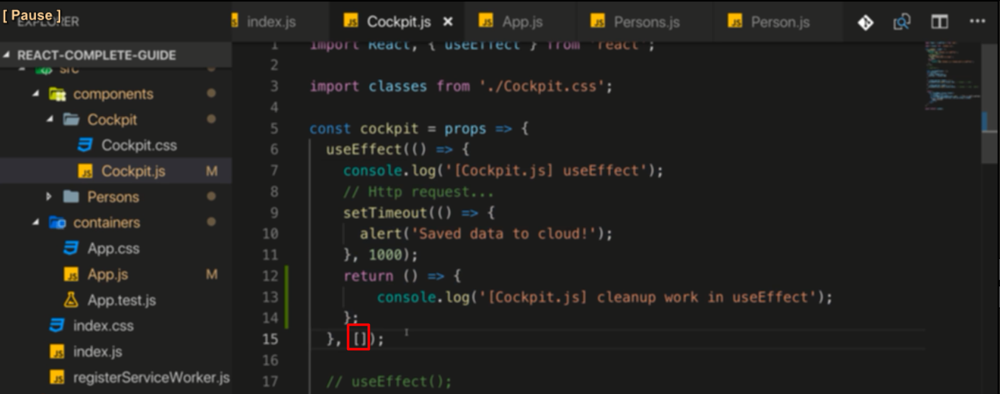 [ Pause ]
EXPLORER
index.js
Cockpit.js ×
App.js
Persons.js
Person.js
REACT-COMPLETE-GUIDE
src
components
Cockpit
Cockpit.css
Cockpit.js M
Persons
containers
App.css
App.js M
App.test.js
index.css
index.js
registerServiceWorker.js
1 import React, { useEffect } from 'react';
2
3 import classes from './Cockpit.css';
4
5 const cockpit = props => {
6 useEffect(() => {
7 console.log('[Cockpit.js] useEffect');
8 // Http request...
9 setTimeout(() => {
10 alert('Saved data to cloud!');
11 }, 1000);
12 return () => {
13 console.log('[Cockpit.js] cleanup work in useEffect');
14 };
15 }, []);
16
17 // useEffect();